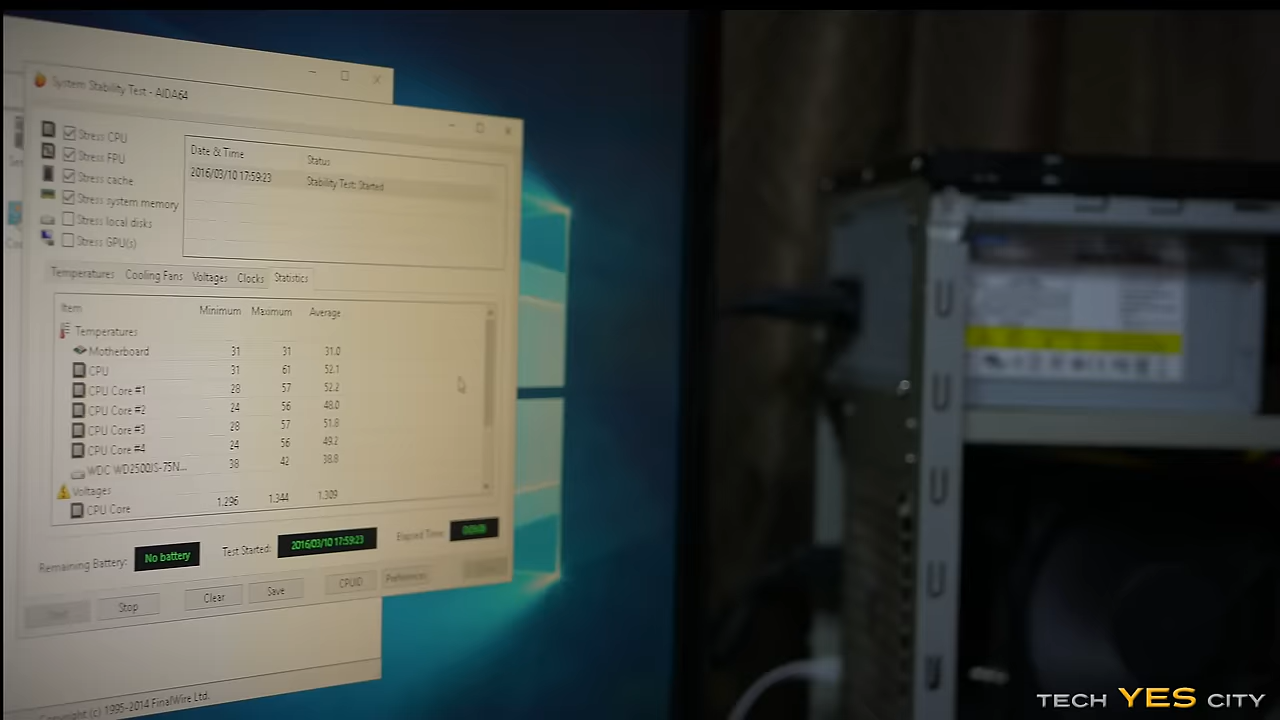 System Stability Test - AIDA64
Stress CPU
Stress FPU
Stress cache
Stress system memory
Stress local disks
Stress GPU(s)
Date & Time Status
2016/03/10 17:59:23 Stability Test: Started
Temperatures Cooling Fans Voltages Clocks Statistics
Item Minimum Maximum Average
Temperatures
Motherboard 31 31 31.0
CPU 31 61 52.1
CPU Core #1 28 57 52.2
CPU Core #2 24 56 48.0
CPU Core #3 28 57 51.8
CPU Core #4 24 56 49.2
WDC WD2500JS-75N... 38 42 38.8
Voltages
CPU Core 1.296 1.344 1.309
Remaining Battery: No battery Test Started: 2016/03/10 17:59:23 Elapsed Time:
Stop Clear Save CPUID Preferences
Copyright (c) 1995-2014 FinalWire Ltd.
TECH YES CITY